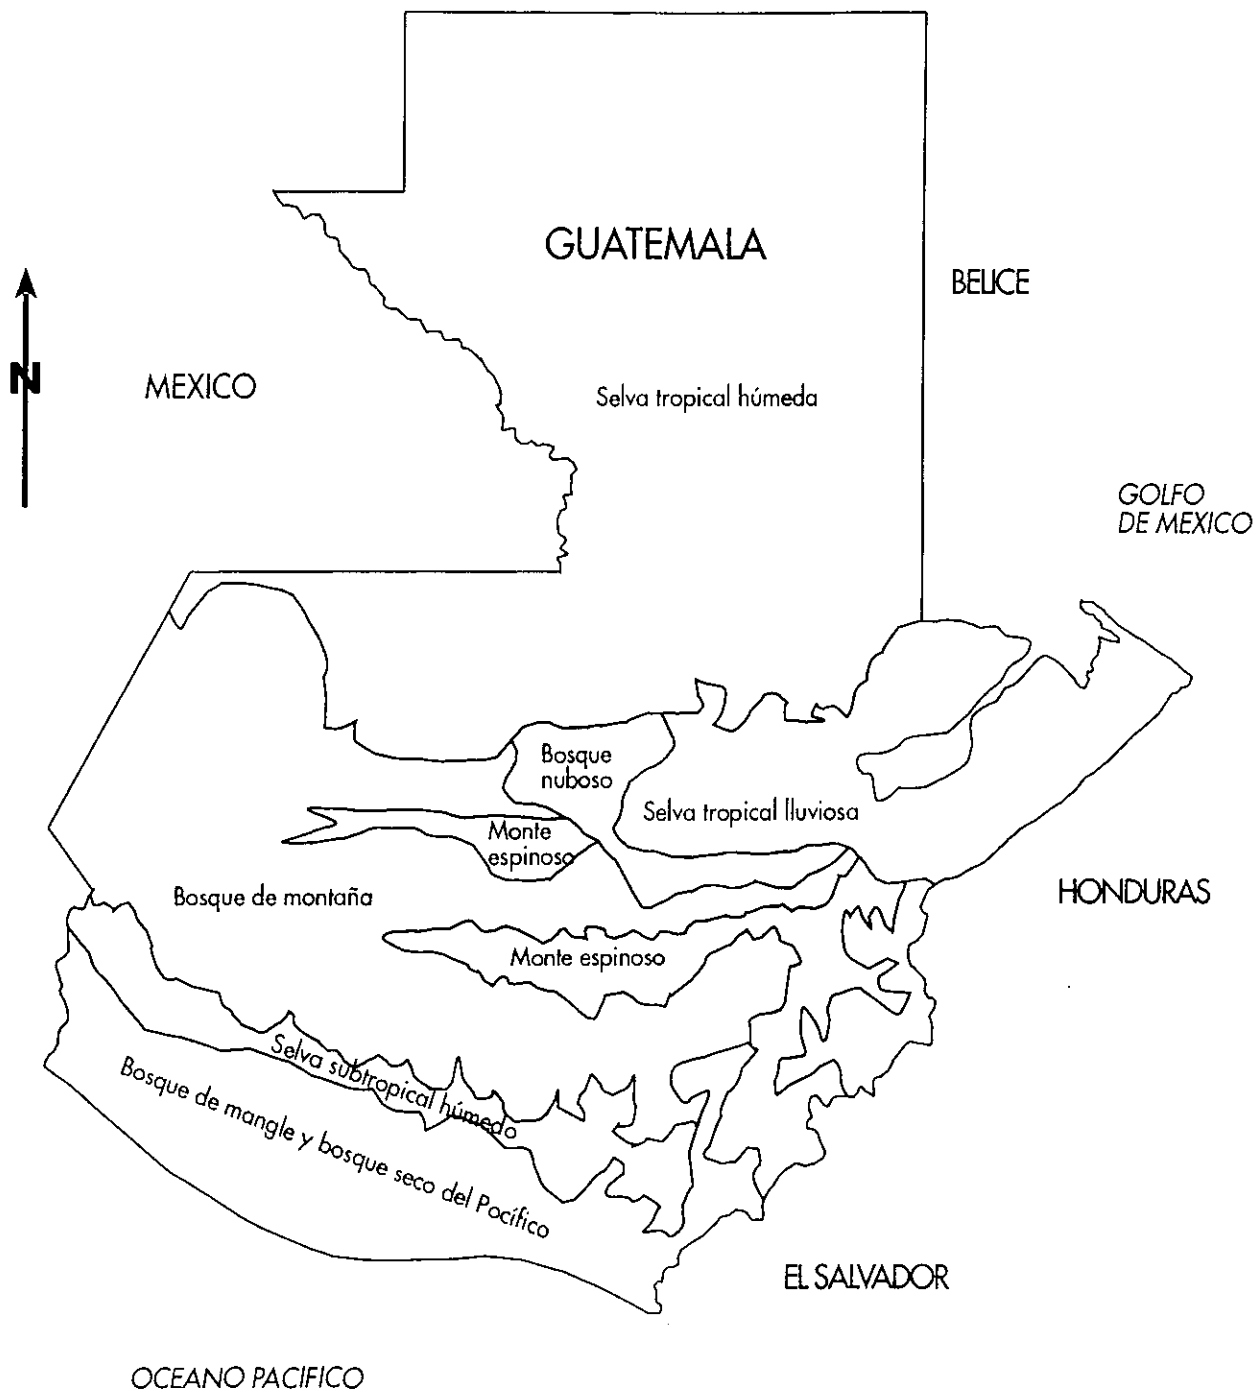 GUATEMALA
BELICE
N
MEXICO
Selva tropical húmeda
GOLFO
DE MEXICO
Bosque
nuboso
Selva tropical lluviosa
Monte
espinoso
Bosque de montaña
HONDURAS
Monte espinoso
Selva subtropical húmedo
Bosque de mangle y bosque seco del Pocífico
EL SALVADOR
OCEANO PACIFICO